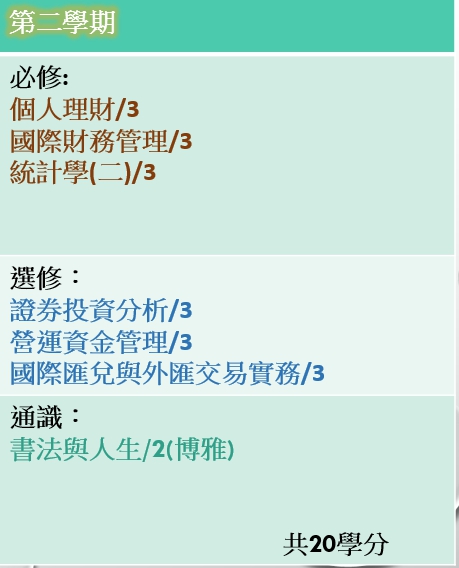 第二學期
必修:
個人理財/3
國際財務管理/3
統計學(二)/3
選修：
證券投資分析/3
營運資金管理/3
國際匯兌與外匯交易實務/3
通識：
書法與人生/2(博雅)
共20學分